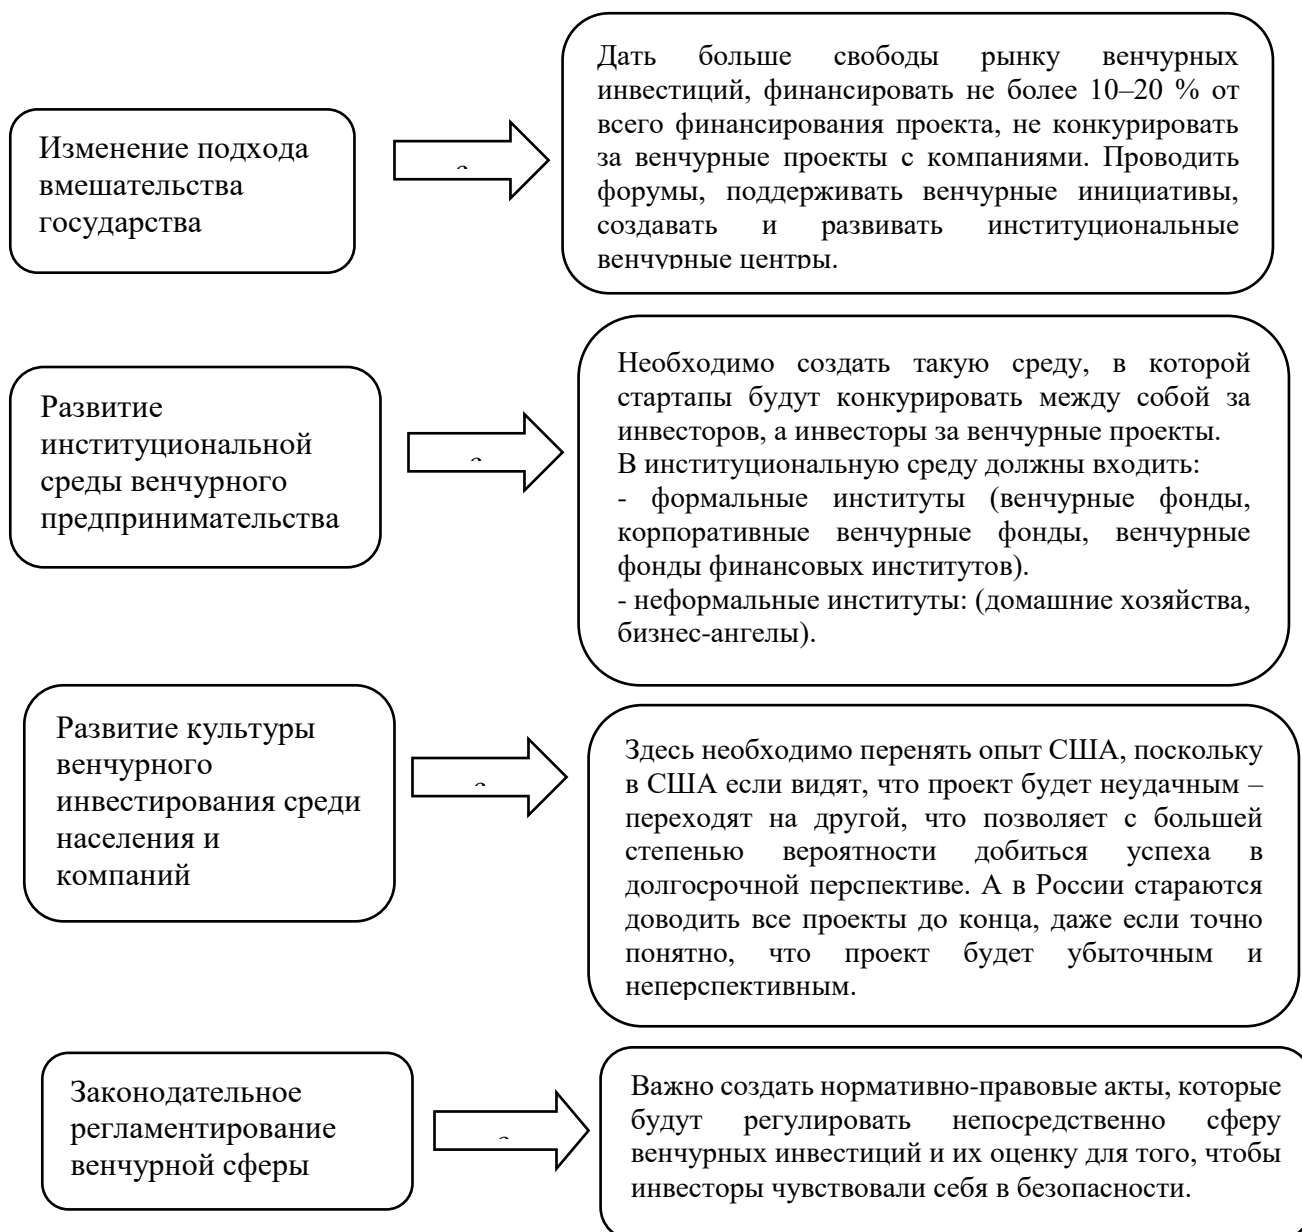 Изменение подхода
вмешательства
государства
Дать больше свободы рынку венчурных
инвестиций, финансировать не более 10–20 % от
всего финансирования проекта, не конкурировать
за венчурные проекты с компаниями. Проводить
форумы, поддерживать венчурные инициативы,
создавать и развивать институциональные
венчурные центры.
Развитие
институциональной
среды венчурного
предпринимательства
Необходимо создать такую среду, в которой
стартапы будут конкурировать между собой за
инвесторов, а инвесторы за венчурные проекты.
В институциональную среду должны входить:
- формальные институты (венчурные фонды,
корпоративные венчурные фонды, венчурные
фонды финансовых институтов).
- неформальные институты: (домашние хозяйства,
бизнес-ангелы).
Развитие культуры
венчурного
инвестирования среди
населения и
компаний
Здесь необходимо перенять опыт США, поскольку
в США если видят, что проект будет неудачным –
переходят на другой, что позволяет с большей
степенью вероятности добиться успеха в
долгосрочной перспективе. А в России стараются
доводить все проекты до конца, даже если точно
понятно, что проект будет убыточным и
неперспективным.
Законодательное
регламентирование
венчурной сферы
Важно создать нормативно-правовые акты, которые
будут регулировать непосредственно сферу
венчурных инвестиций и их оценку для того, чтобы
инвесторы чувствовали себя в безопасности.